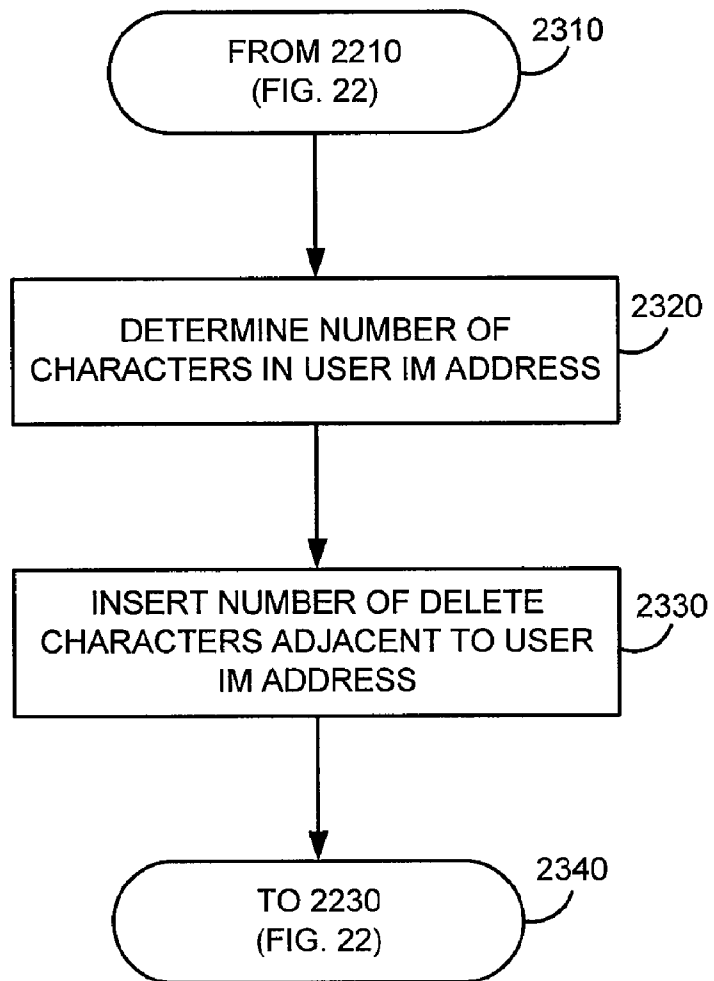 FROM 2210
(FIG. 22)
2310
DETERMINE NUMBER OF
CHARACTERS IN USER IM ADDRESS
2320
INSERT NUMBER OF DELETE
CHARACTERS ADJACENT TO USER
IM ADDRESS
2330
TO 2230
(FIG. 22)
2340